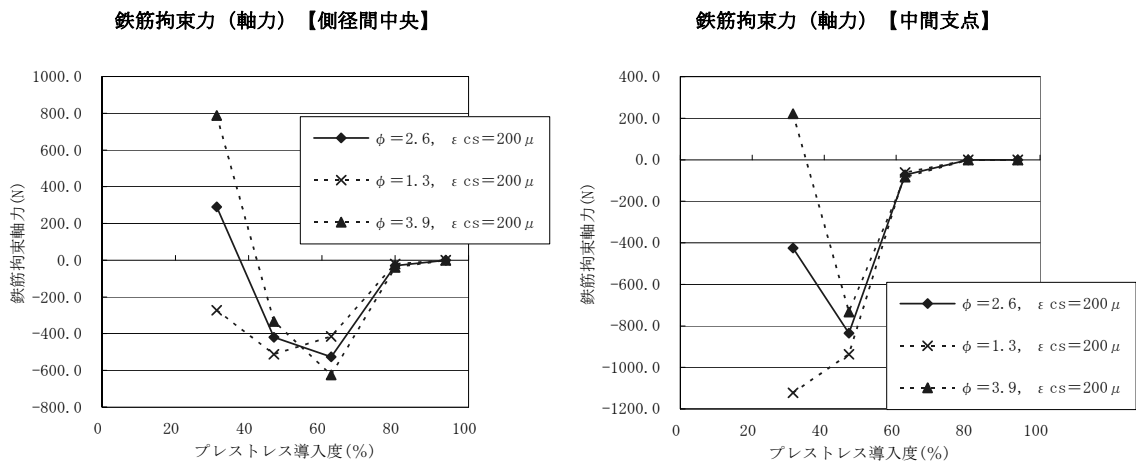 鉄筋拘束力（軸力）【側径間中央】
1000.0
800.0
600.0
400.0
200.0
0.0
-200.0
-400.0
-600.0
-800.0
鉄筋拘束軸力(N)
φ＝2.6, εcs＝200μ
φ＝1.3, εcs＝200μ
φ＝3.9, εcs＝200μ
0 20 40 60 80 100
プレストレス導入度(%)
鉄筋拘束力（軸力）【中間支点】
400.0
200.0
0.0
-200.0
-400.0
-600.0
-800.0
-1000.0
-1200.0
鉄筋拘束軸力(N)
φ＝2.6, εcs＝200μ
φ＝1.3, εcs＝200μ
φ＝3.9, εcs＝200μ
0 20 40 60 80 100
プレストレス導入度(%)